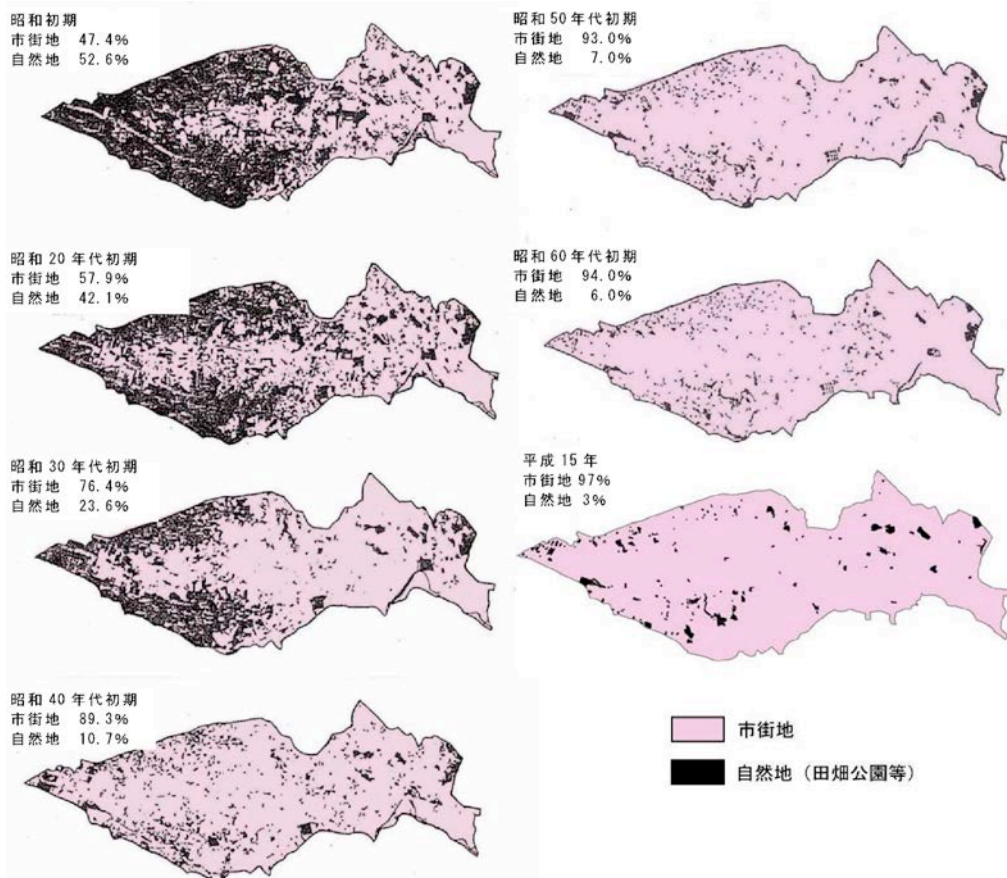 昭和初期
市街地 47.4%
自然地 52.6%
昭和20年代初期
市街地 57.9%
自然地 42.1%
昭和30年代初期
市街地 76.4%
自然地 23.6%
昭和40年代初期
市街地 89.3%
自然地 10.7%
昭和50年代初期
市街地 93.0%
自然地 7.0%
昭和60年代初期
市街地 94.0%
自然地 6.0%
平成15年
市街地 97%
自然地 3%
市街地
自然地（田畑公園等）